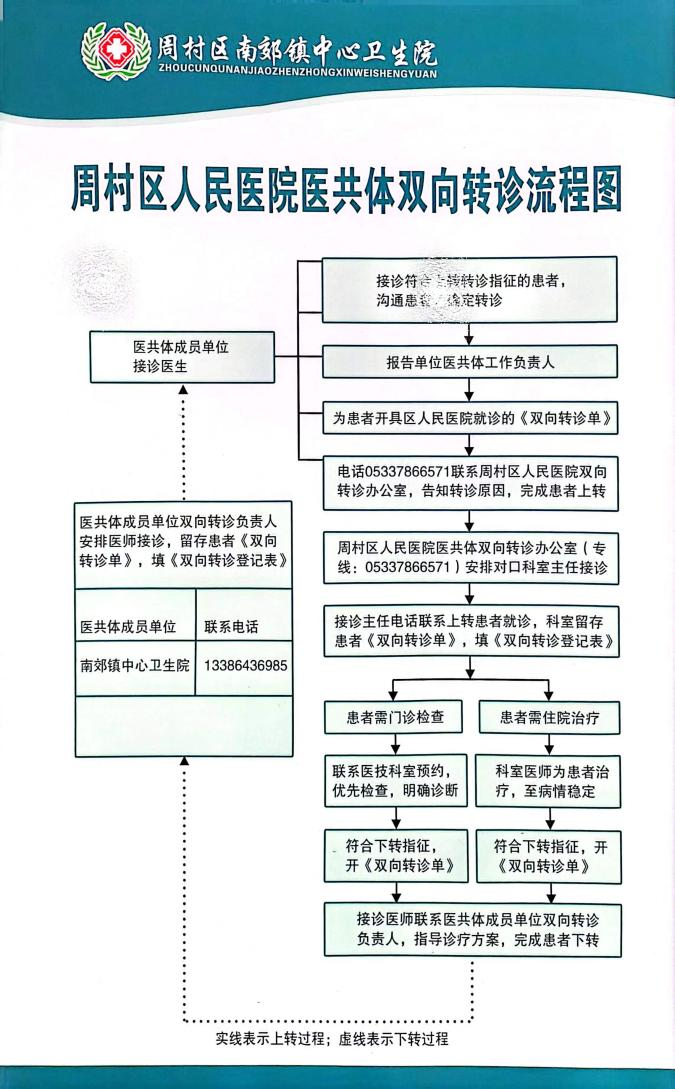 周村区南郊镇中心卫生院
ZHOUCUNQUNANJIAOZHENZHONGXINWEISHENGYUAN
周村区人民医院医共体双向转诊流程图
接诊符合上转转诊指征的患者，
沟通患者，确定转诊
医共体成员单位
接诊医生
报告单位医共体工作负责人
为患者开具区人民医院就诊的《双向转诊单》
电话05337866571联系周村区人民医院双向
转诊办公室，告知转诊原因，完成患者上转
医共体成员单位双向转诊负责人
安排医师接诊，留存患者《双向
转诊单》，填《双向转诊登记表》
周村区人民医院医共体双向转诊办公室（专
线：05337866571）安排对口科室主任接诊
医共体成员单位 联系电话
南郊镇中心卫生院 13386436985
接诊主任电话联系上转患者就诊，科室留存
患者《双向转诊单》，填《双向转诊登记表》
患者需门诊检查
患者需住院治疗
联系医技科室预约，
优先检查，明确诊断
科室医师为患者治
疗，至病情稳定
符合下转指征，
开《双向转诊单》
符合下转指征，开
《双向转诊单》
接诊医师联系医共体成员单位双向转诊
负责人，指导诊疗方案，完成患者下转
实线表示上转过程；虚线表示下转过程